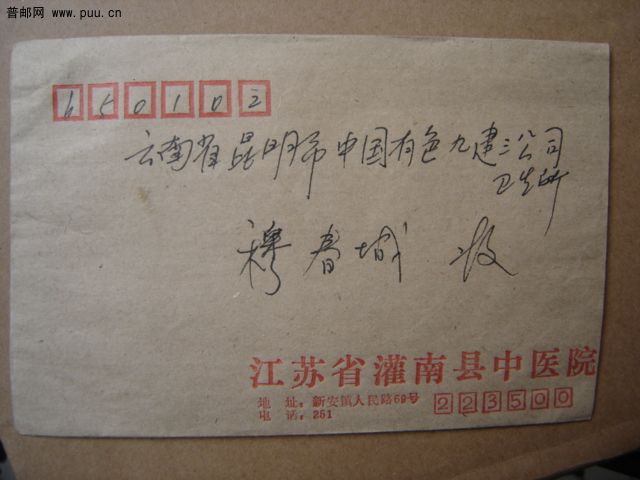 普邮网 www.puu.cn
650102
云南省昆明市中国有色九建三公司
卫生所
穆春城 收
江苏省灌南县中医院
地 址：新安镇人民路69号
电 话：251
223500